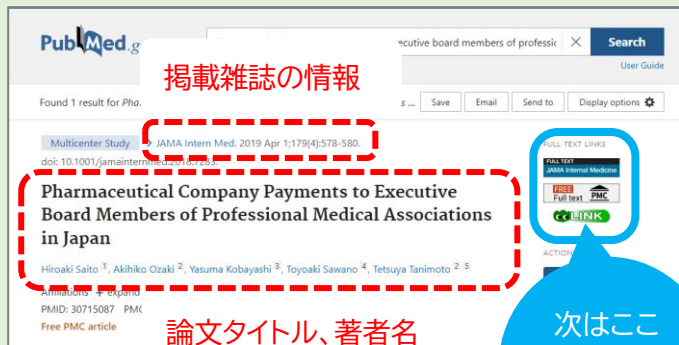 PubMed.g
ecutive board members of professic
Search
User Guide
掲載雑誌の情報
Found 1 result for Pha
s ...
Save
Email
Send to
Display options
Multicenter Study
JAMA Intern Med. 2019 Apr 1;179(4):578-580.
doi: 10.1001/jamainternmed.2018.7283.
FULL TEXT LINKS
FULL TEXT
JAMA Internal Medicine
FREE
Full text
PMC
LINK
Pharmaceutical Company Payments to Executive
Board Members of Professional Medical Associations
in Japan
Hiroaki Saito 1, Akihiko Ozaki 2, Yasuma Kobayashi 3, Toyoaki Sawano 4, Tetsuya Tanimoto 2 5
Affiliations + expand
PMID: 30715087
Free PMC article
論文タイトル、著者名
次はここ